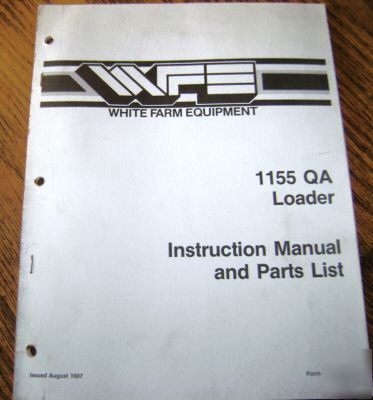 WFE
WHITE FARM EQUIPMENT
1155 QA
Loader
Instruction Manual
and Parts List
Issued August 1987
Form